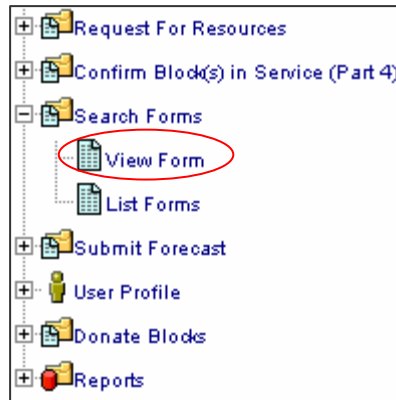 Request For Resources
Confirm Block(s) in Service (Part 4)
Search Forms
View Form
List Forms
Submit Forecast
User Profile
Donate Blocks
Reports